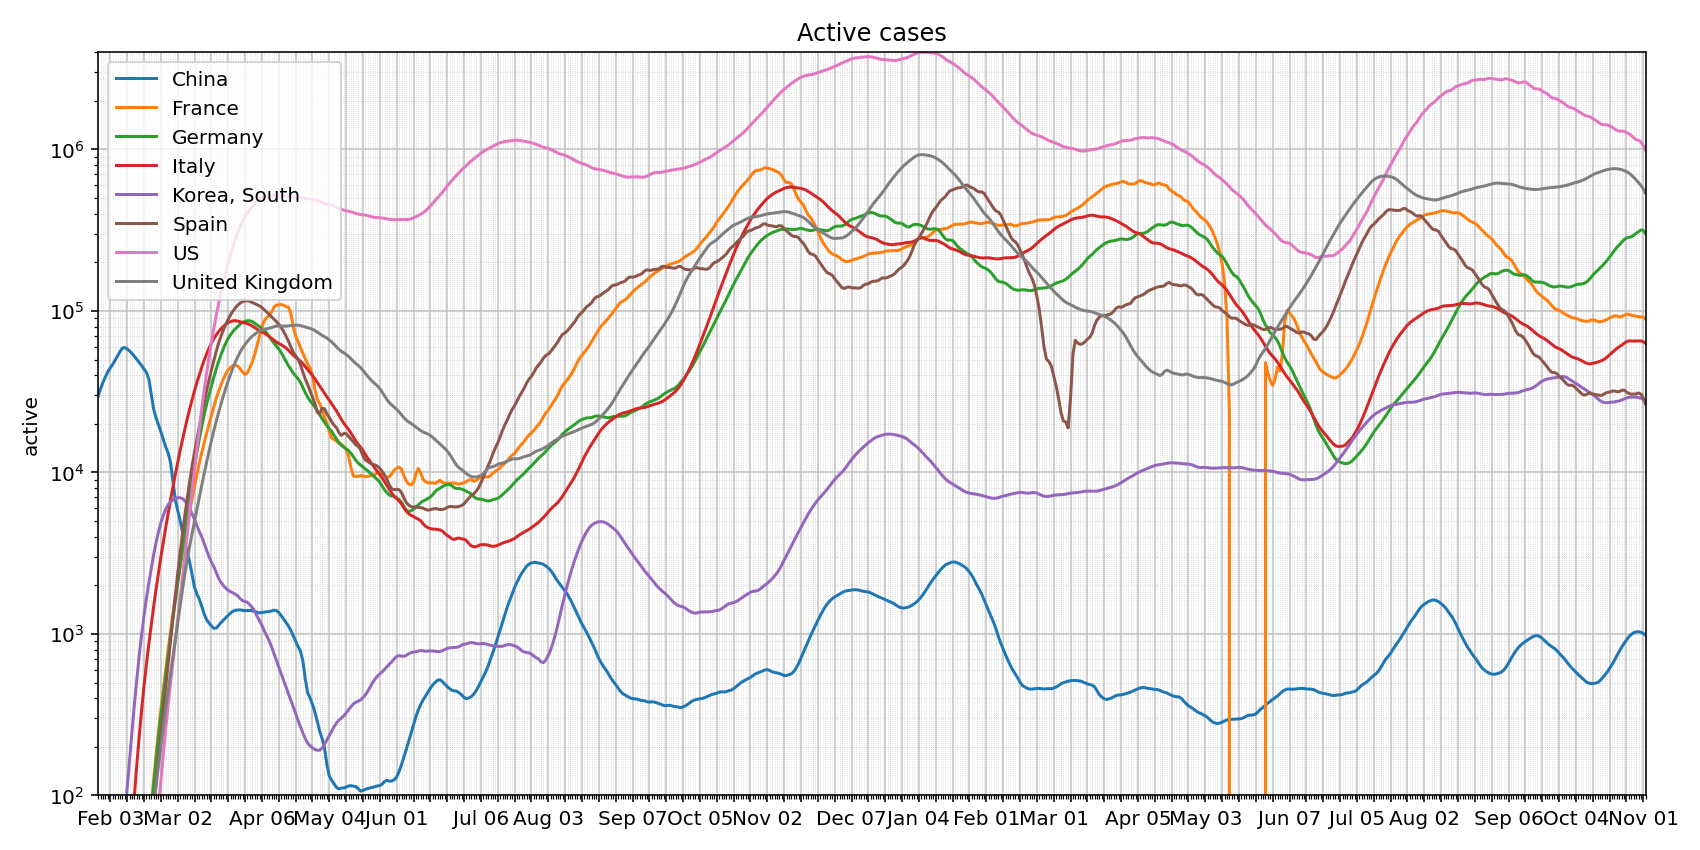 Active cases
China
France
Germany
Italy
Korea, South
Spain
US
United Kingdom
active
10^6
10^5
10^4
10^3
10^2
Feb 03 Mar 02 Apr 06 May 04 Jun 01 Jul 06 Aug 03 Sep 07 Oct 05 Nov 02 Dec 07 Jan 04 Feb 01 Mar 01 Apr 05 May 03 Jun 07 Jul 05 Aug 02 Sep 06 Oct 04 Nov 01